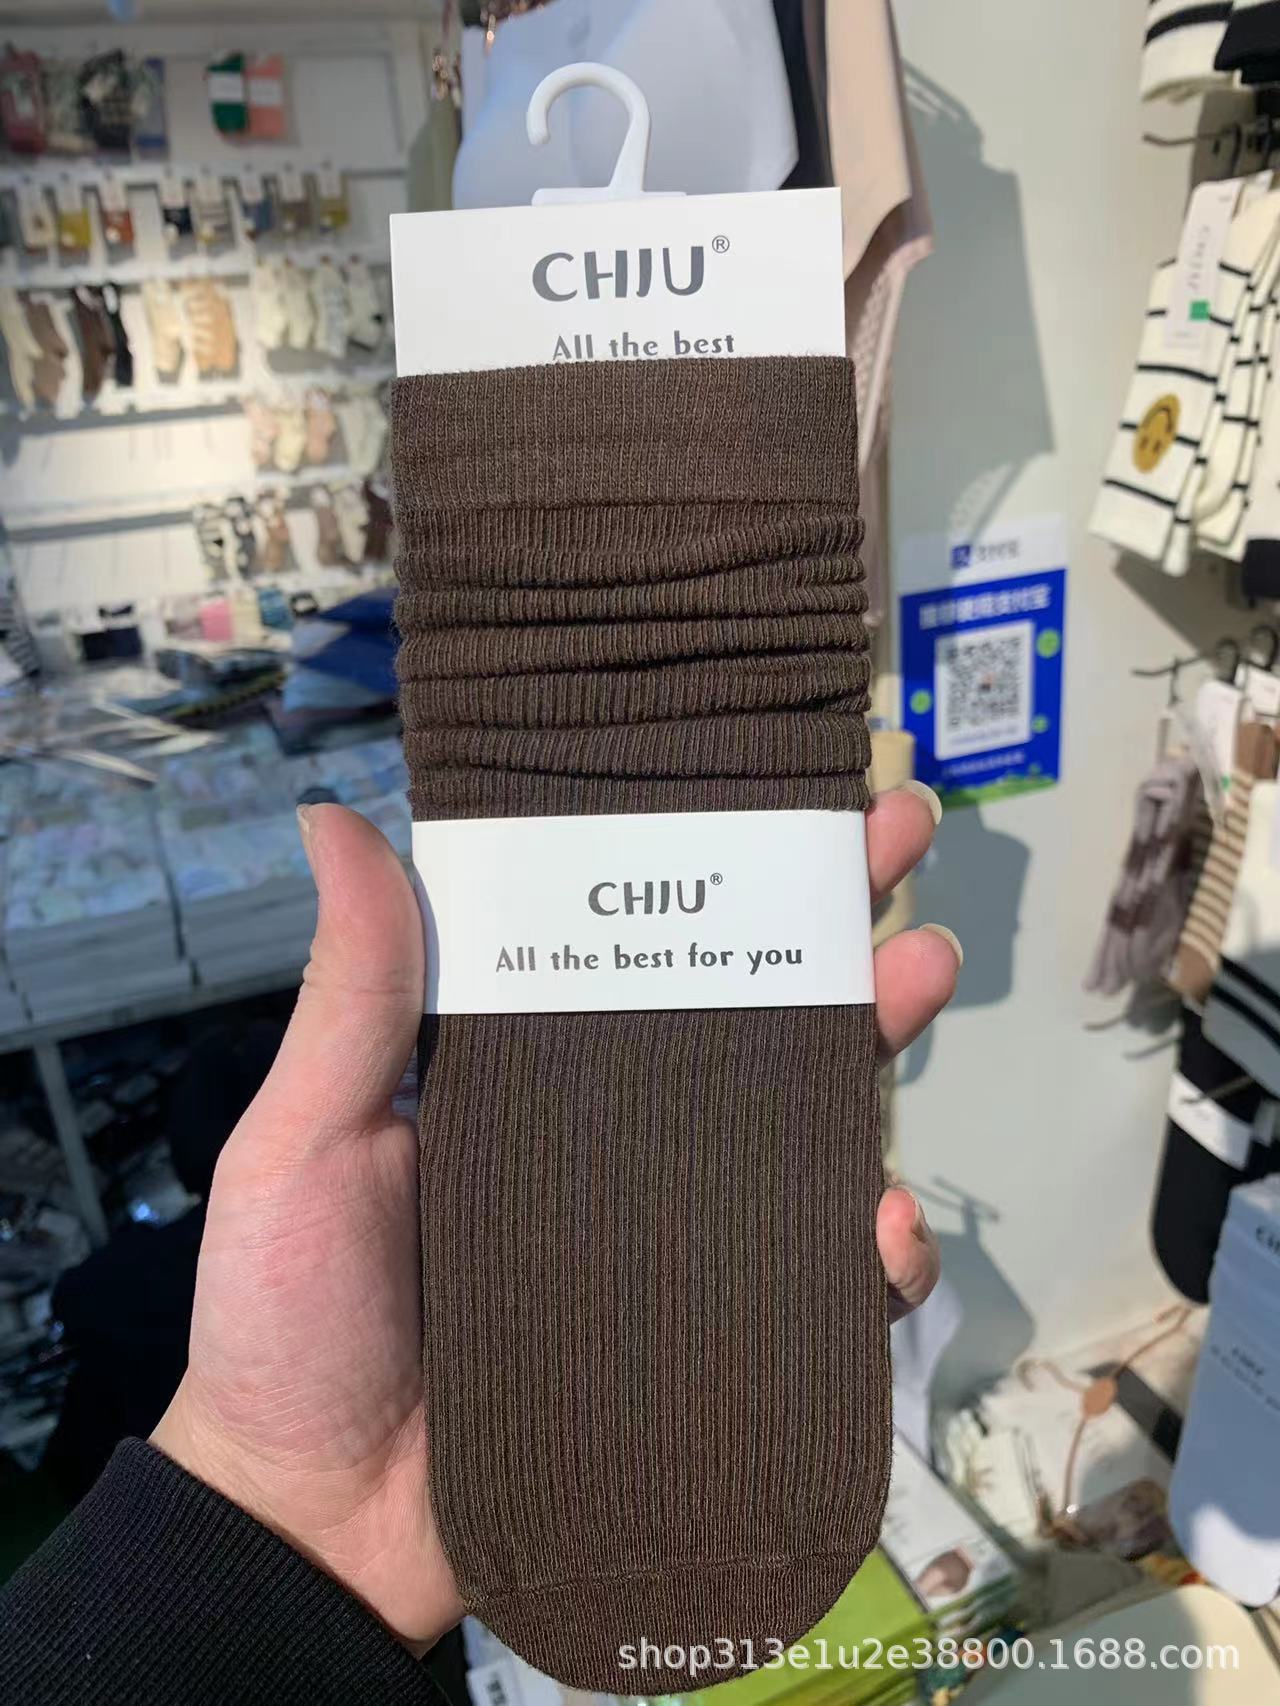 CHJU®
All the best
CHJU®
All the best for you
shop313e1u2e38800.1688.com